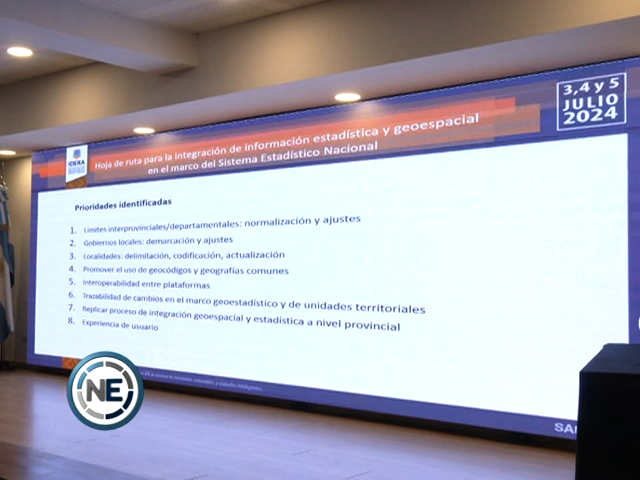 3, 4 y 5
JULIO
2024
IDERA
Hoja de ruta para la integración de información estadística y geoespacial
en el marco del Sistema Estadístico Nacional
Prioridades identificadas
1. Límites interprovinciales/departamentales: normalización y ajustes
2. Gobiernos locales: demarcación y ajustes
3. Localidades: delimitación, codificación, actualización
4. Promover el uso de geocódigos y geografías comunes
5. Interoperabilidad entre plataformas
6. Trazabilidad de cambios en el marco geoestadístico y de unidades territoriales
7. Replicar proceso de integración geoespacial y estadística a nivel provincial
8. Experiencia de usuario
NE